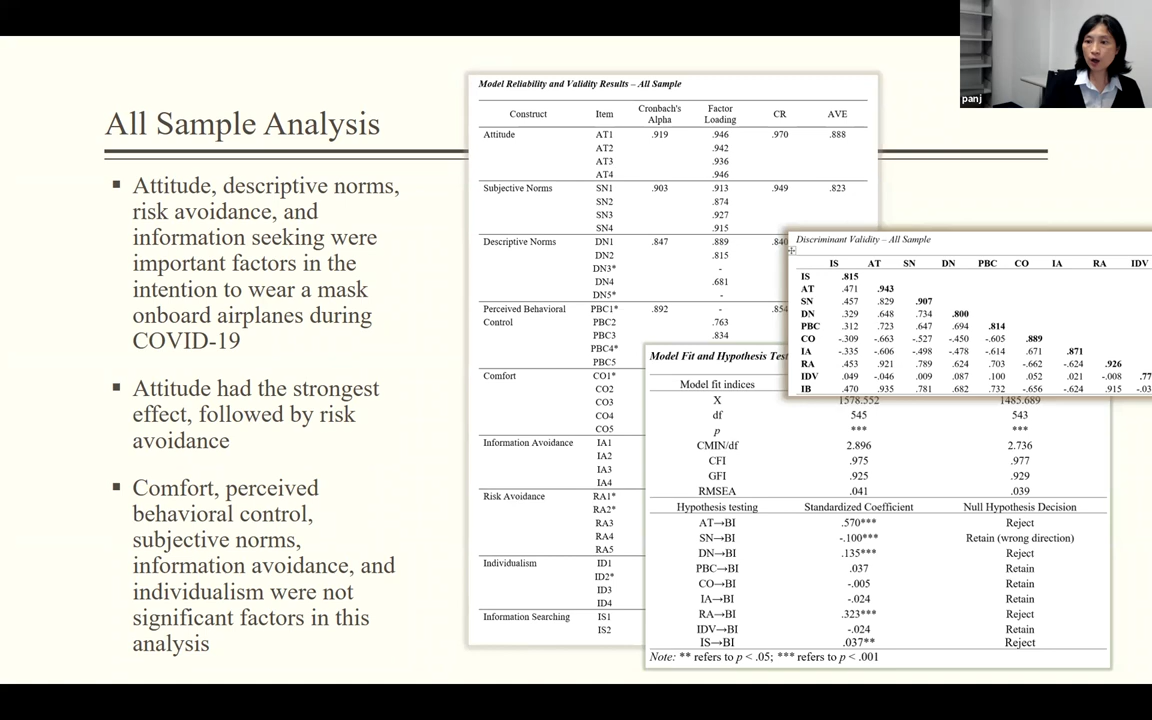 panj
All Sample Analysis
▪ Attitude, descriptive norms,
risk avoidance, and
information seeking were
important factors in the
intention to wear a mask
onboard airplanes during
COVID-19
▪ Attitude had the strongest
effect, followed by risk
avoidance
▪ Comfort, perceived
behavioral control,
subjective norms,
information avoidance, and
individualism were not
significant factors in this
analysis
Model Reliability and Validity Results – All Sample
Construct Item Cronbach's Alpha Factor Loading CR AVE
Attitude AT1 .919 .946 .970 .888
AT2 .942
AT3 .936
AT4 .946
Subjective Norms SN1 .903 .913 .949 .823
SN2 .874
SN3 .927
SN4 .915
Descriptive Norms DN1 .847 .889 .840
DN2 .815
DN3* -
DN4 .681
DN5* -
Perceived Behavioral PBC1* .892 - .854
Control PBC2 .763
PBC3 .834
PBC4*
PBC5
Comfort CO1*
CO2
CO3
CO4
CO5
Information Avoidance IA1
IA2
IA3
IA4
Risk Avoidance RA1*
RA2*
RA3
RA4
RA5
Individualism ID1
ID2*
ID3
ID4
Information Searching IS1
IS2
Discriminant Validity – All Sample
IS AT SN DN PBC CO IA RA IDV
IS .815
AT .471 .943
SN .457 .829 .907
DN .329 .648 .734 .800
PBC .312 .723 .647 .694 .814
CO -.309 -.663 -.527 -.450 -.605 .889
IA -.335 -.606 -.498 -.478 -.614 .671 .871
RA .453 .921 .789 .624 .703 -.662 -.624 .926
IDV .049 -.046 .009 .087 .100 .052 .021 -.008 .77
IB .470 .935 .781 .682 .732 -.656 -.624 .915 -.03
Model Fit and Hypothesis Test
Model fit indices
X 1578.552 1485.689
df 545 543
p *** ***
CMIN/df 2.896 2.736
CFI .975 .977
GFI .925 .929
RMSEA .041 .039
Hypothesis testing Standardized Coefficient Null Hypothesis Decision
AT→BI .570*** Reject
SN→BI -.100*** Retain (wrong direction)
DN→BI .135*** Reject
PBC→BI .037 Retain
CO→BI -.005 Retain
IA→BI -.024 Retain
RA→BI .323*** Reject
IDV→BI -.024 Retain
IS→BI .037** Reject
Note: ** refers to p < .05; *** refers to p < .001